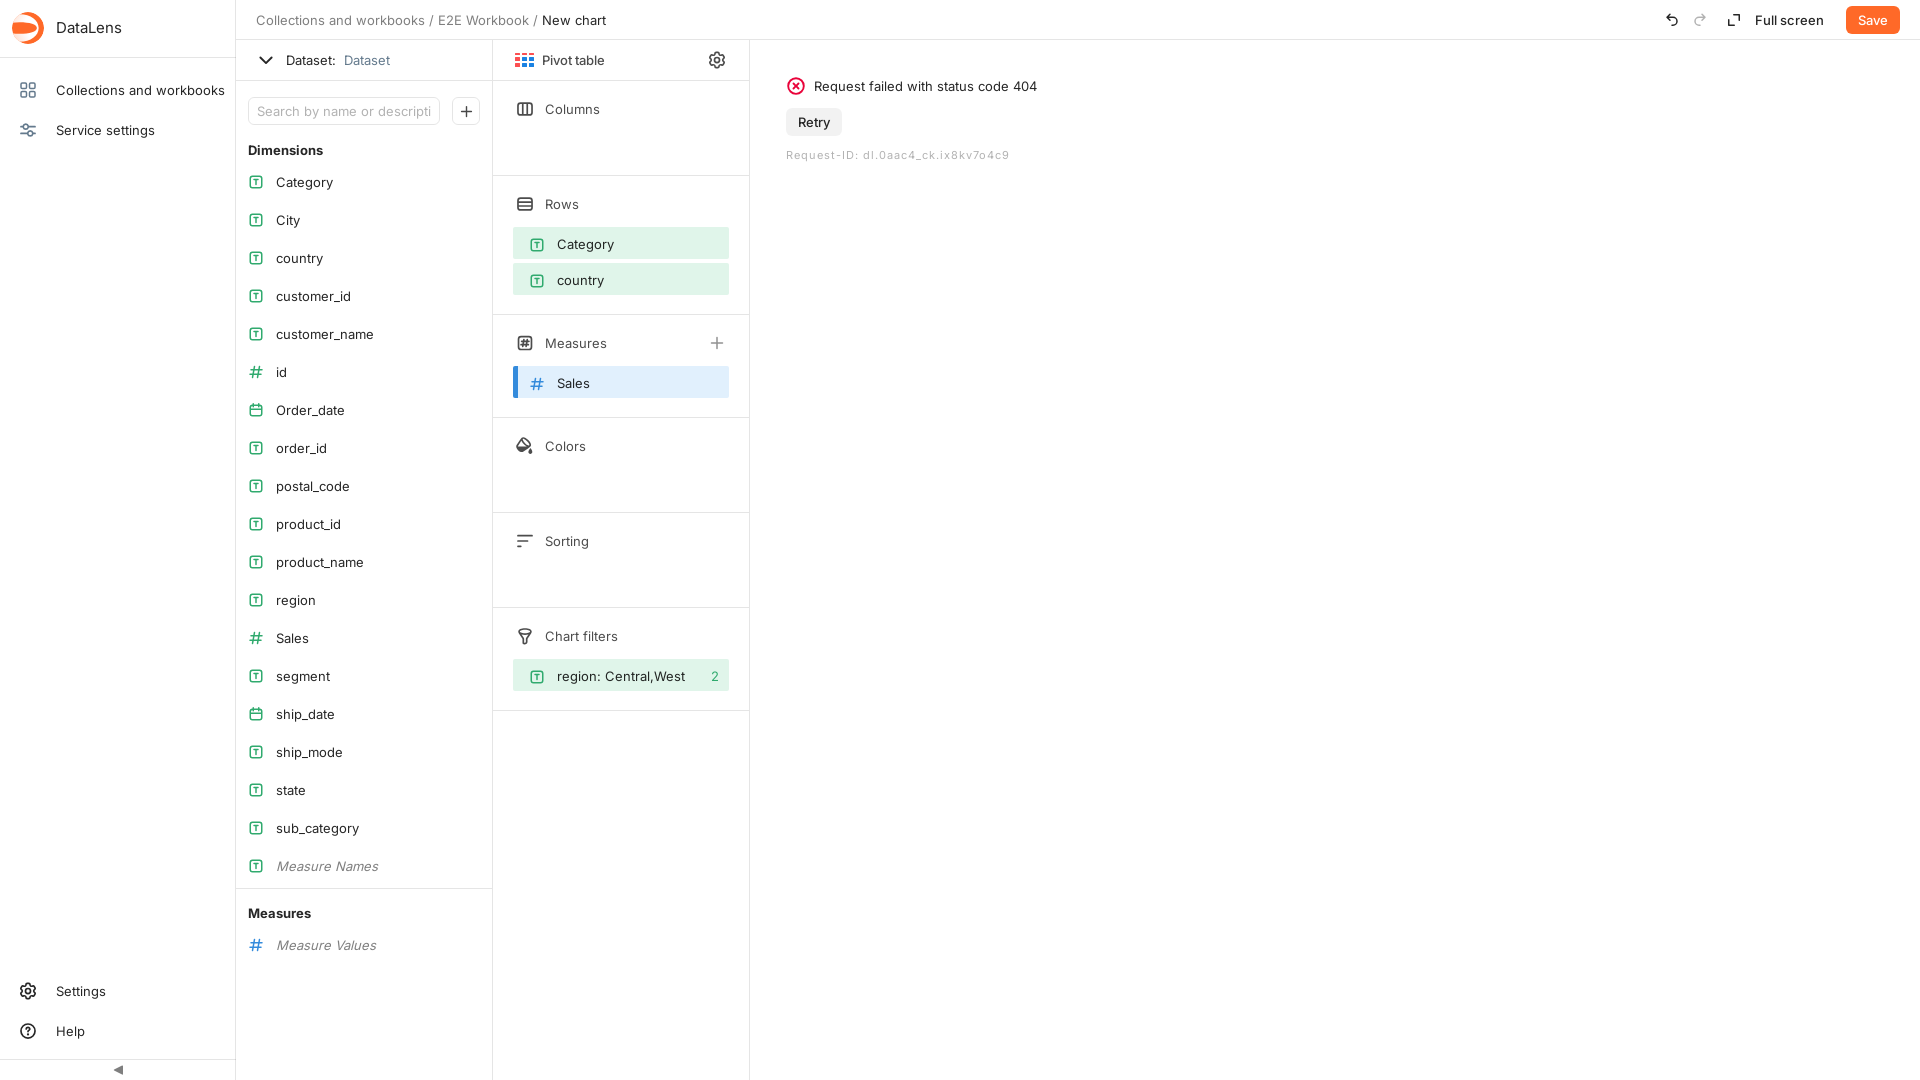 DataLens
Collections and workbooks
Service settings
Settings
Help
Collections and workbooks / E2E Workbook / New chart
Full screen
Save
Dataset: Dataset
Search by name or descripti
Dimensions
Category
City
country
customer_id
customer_name
id
Order_date
order_id
postal_code
product_id
product_name
region
Sales
segment
ship_date
ship_mode
state
sub_category
Measure Names
Measures
Measure Values
Pivot table
Columns
Rows
Category
country
Measures
Sales
Colors
Sorting
Chart filters
region: Central,West 2
Request failed with status code 404
Retry
Request-ID: dl.0aac4_ck.ix8kv7o4c9